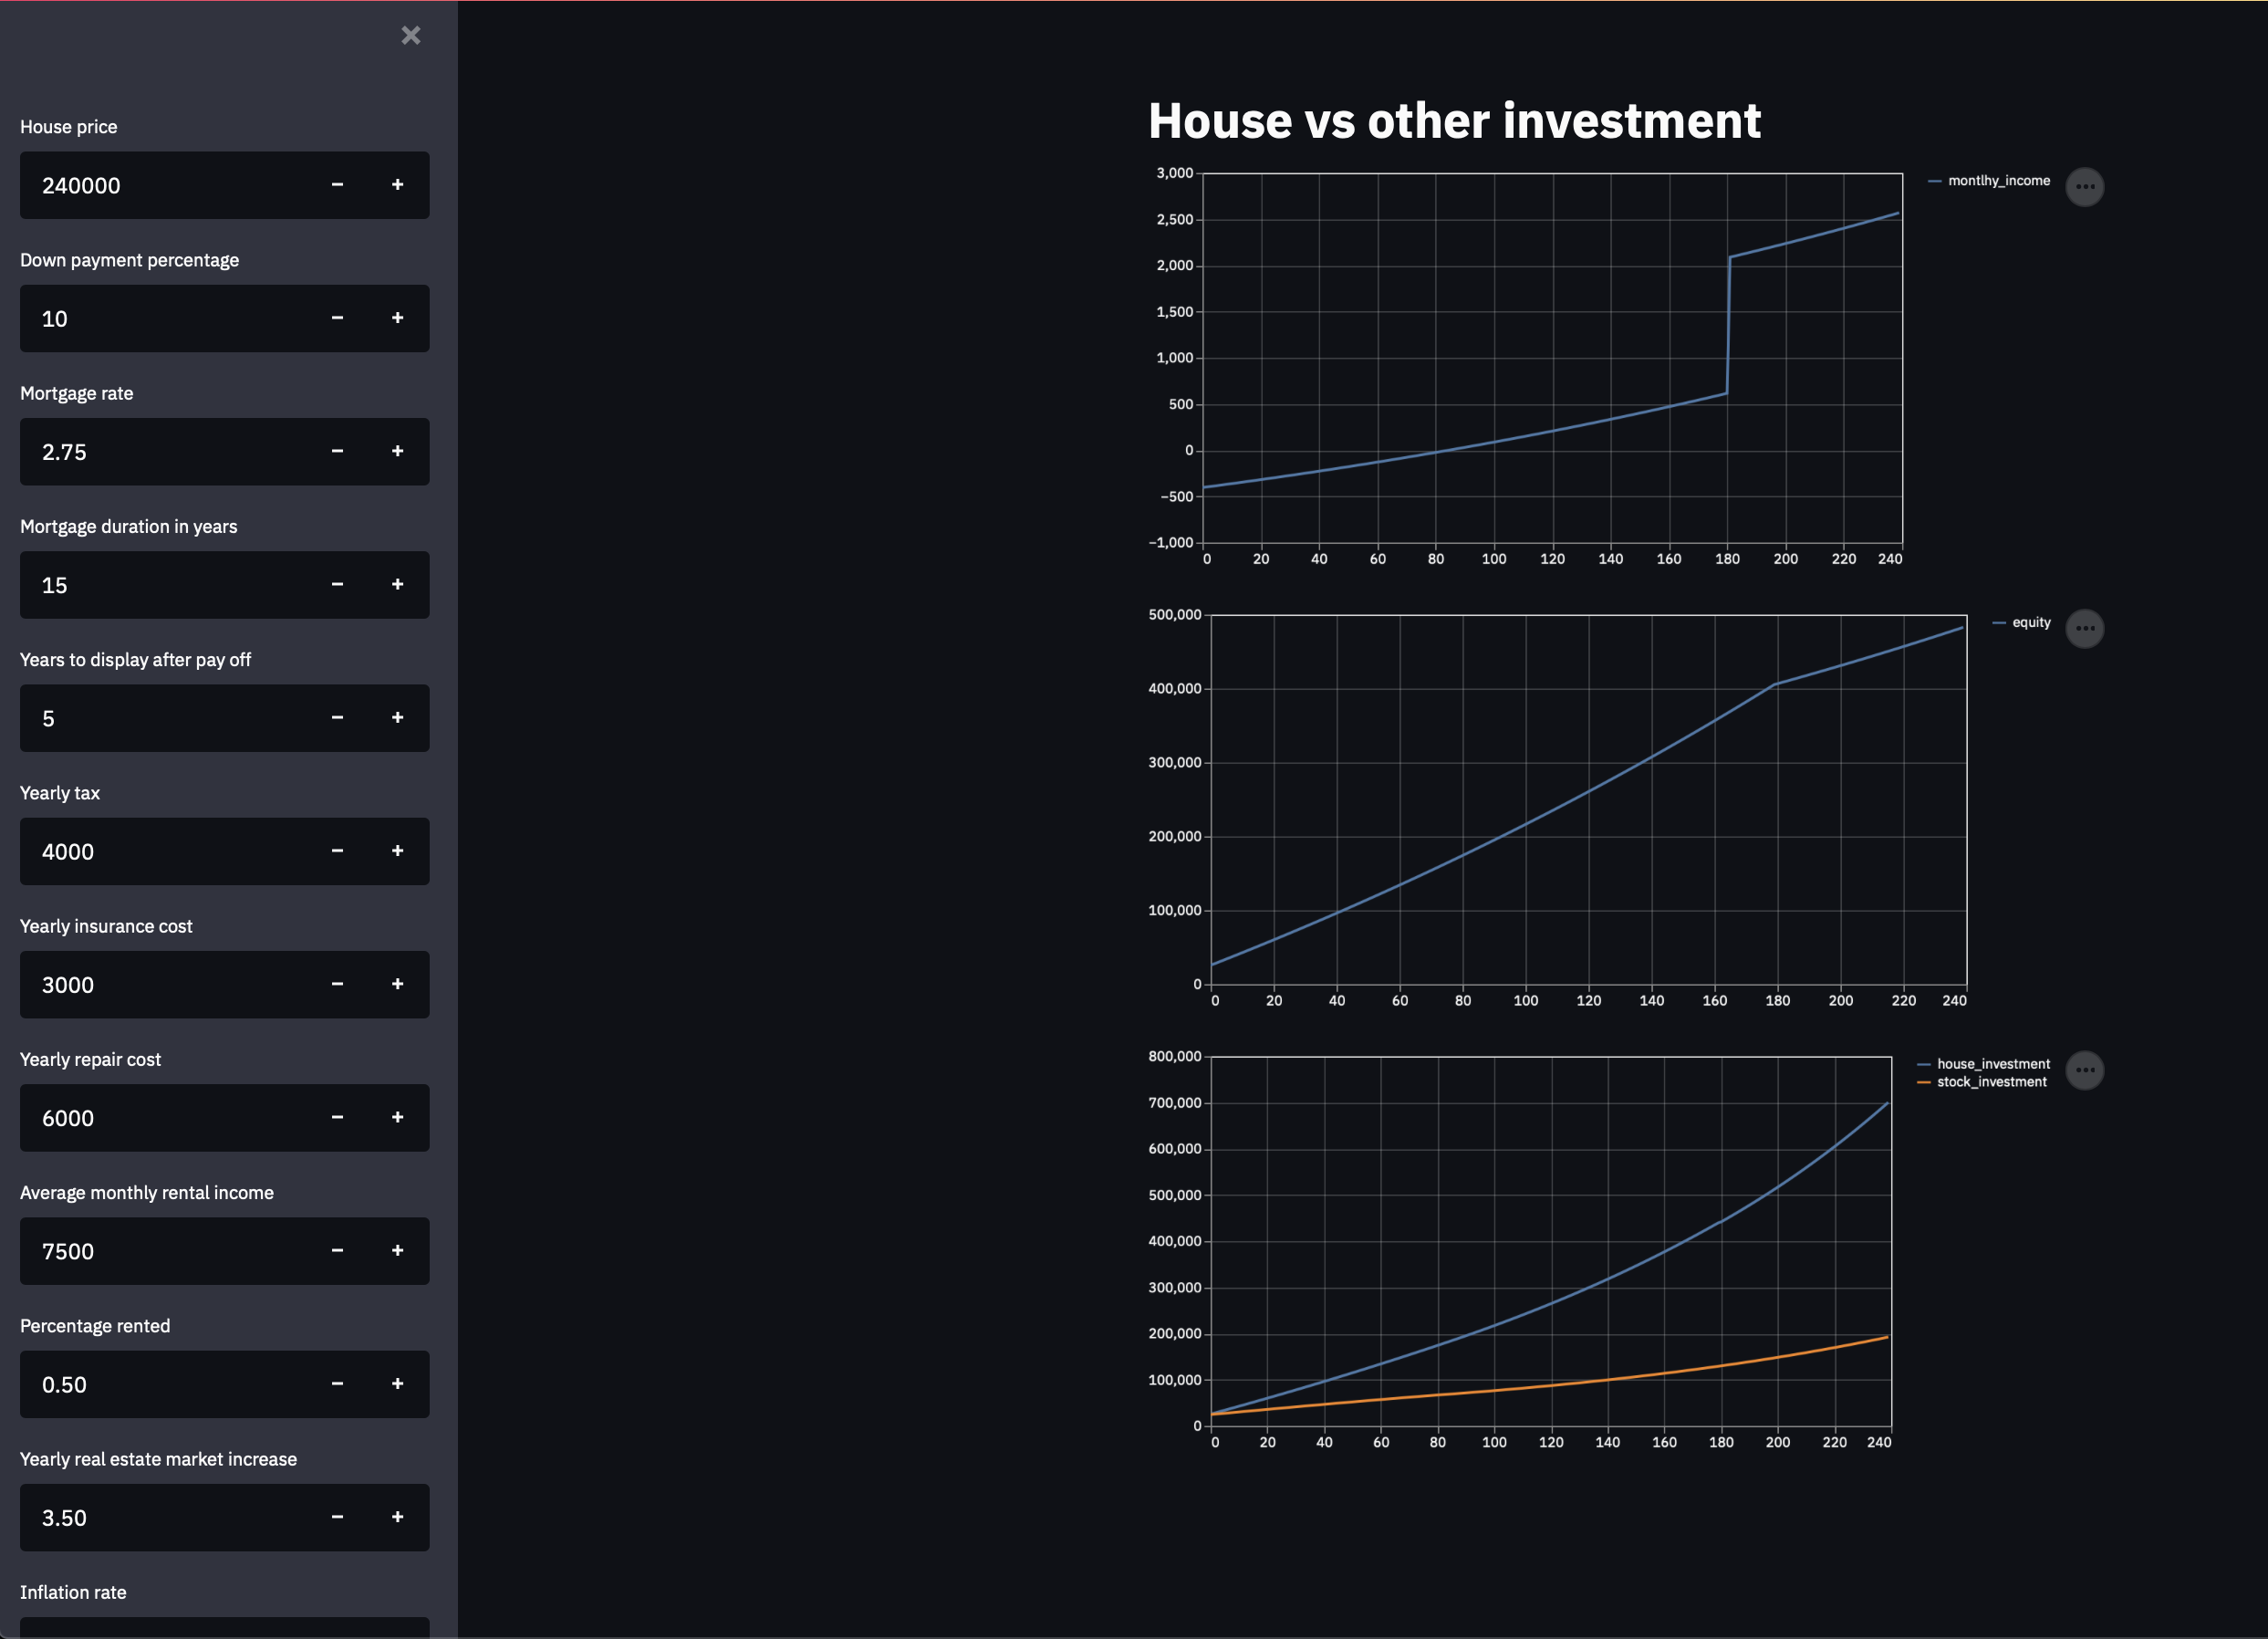 House price
240000
Down payment percentage
10
Mortgage rate
2.75
Mortgage duration in years
15
Years to display after pay off
5
Yearly tax
4000
Yearly insurance cost
3000
Yearly repair cost
6000
Average monthly rental income
7500
Percentage rented
0.50
Yearly real estate market increase
3.50
Inflation rate
House vs other investment
3,000
2,500
2,000
1,500
1,000
500
0
−500
−1,000
0 20 40 60 80 100 120 140 160 180 200 220 240
montlhy_income
500,000
400,000
300,000
200,000
100,000
0
0 20 40 60 80 100 120 140 160 180 200 220 240
equity
800,000
700,000
600,000
500,000
400,000
300,000
200,000
100,000
0
0 20 40 60 80 100 120 140 160 180 200 220 240
house_investment
stock_investment